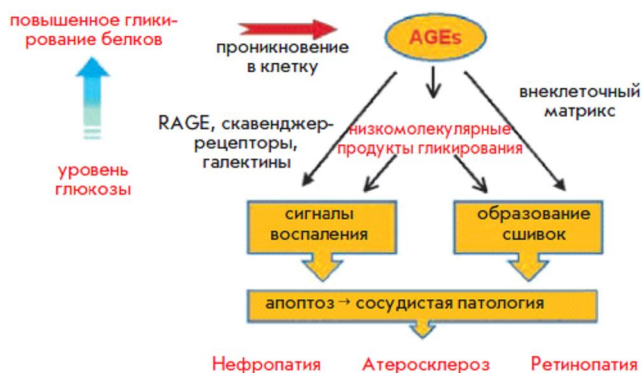 повышенное глики-
рование белков
проникновение
в клетку
AGEs
внеклеточный
матрикс
RAGE, скавенджер-
рецепторы,
галектины
низкомолекулярные
продукты гликирования
уровень
глюкозы
сигналы
воспаления
образование
сшивок
апоптоз → сосудистая патология
Нефропатия Атеросклероз Ретинопатия